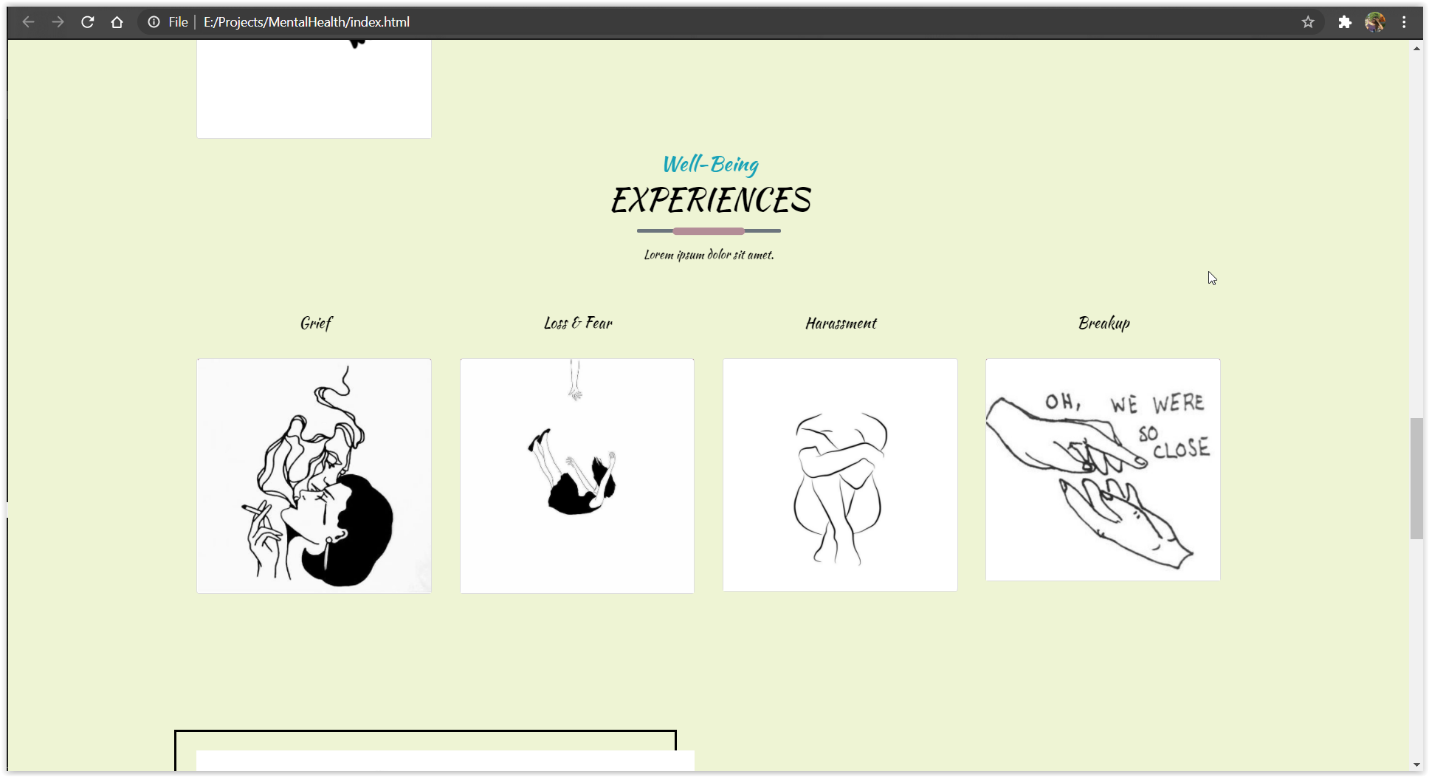 File | E:/Projects/MentalHealth/index.html
Well-Being
EXPERIENCES
Lorem ipsum dolor sit amet.
Grief
Loss & Fear
Harassment
Breakup
OH, WE WERE
SO
CLOSE